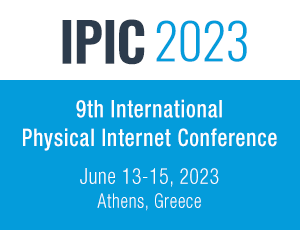 IPIC 2023
9th International
Physical Internet Conference
June 13-15, 2023
Athens, Greece